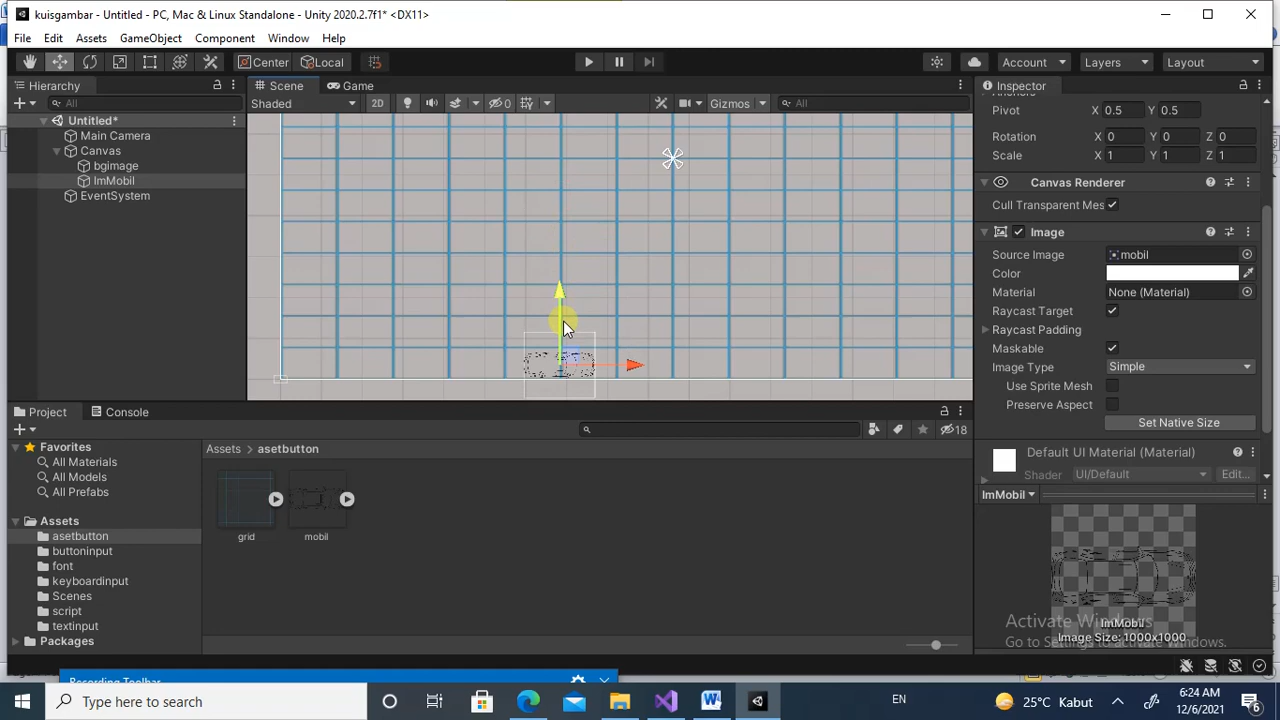 kuisgambar - Untitled - PC, Mac & Linux Standalone - Unity 2020.2.7f1* <DX11>
File Edit Assets GameObject Component Window Help
Center Local Account Layers Layout
Hierarchy Scene Game Inspector
All Shaded 2D 0 Gizmos All
Untitled*
Main Camera
Canvas
bgimage
ImMobil
EventSystem
Pivot X 0.5 Y 0.5
Rotation X 0 Y 0 Z 0
Scale X 1 Y 1 Z 1
Canvas Renderer
Cull Transparent Mes
Image
Source Image mobil
Color
Material None (Material)
Raycast Target
Raycast Padding
Maskable
Image Type Simple
Use Sprite Mesh
Preserve Aspect
Set Native Size
Default UI Material (Material)
Shader UI/Default Edit...
ImMobil
ImMobil
Image Size: 1000x1000
Project Console
18
Favorites
All Materials
All Models
All Prefabs
Assets
asetbutton
buttoninput
font
keyboardinput
Scenes
script
textinput
Packages
Assets > asetbutton
grid mobil
Activate Windows
Go to Settings to activate Windows.
Recording Toolbar
Type here to search
EN
25°C Kabut
6:24 AM
12/6/2021
6